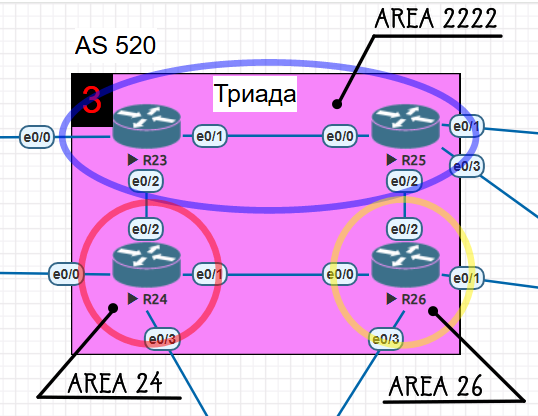 AREA 2222
AS 520
3
Триада
e0/0
R23
e0/1
e0/0
R25
e0/1
e0/3
e0/2
e0/2
e0/2
e0/2
e0/0
R24
e0/1
e0/0
R26
e0/1
e0/3
e0/3
AREA 24
AREA 26